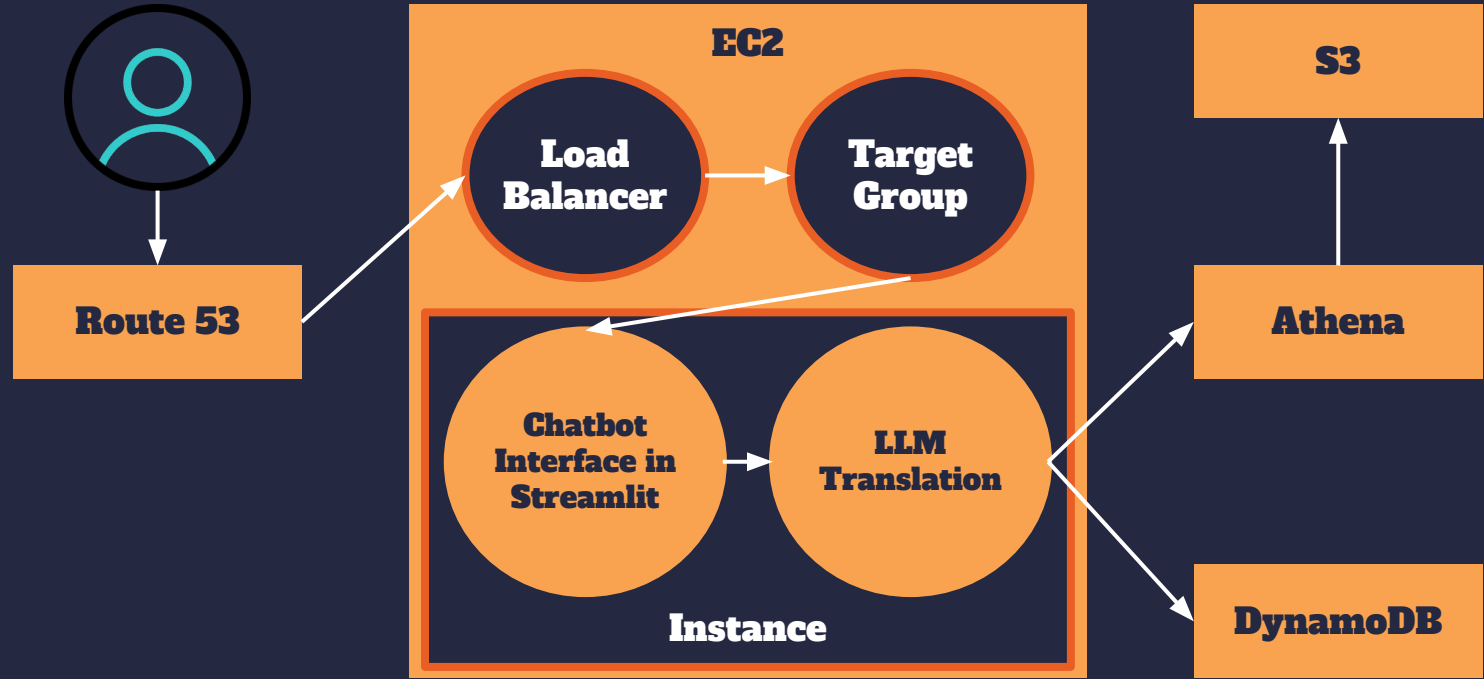 EC2
S3
Load
Balancer
Target
Group
Route 53
Athena
Chatbot
Interface in
Streamlit
LLM
Translation
Instance
DynamoDB